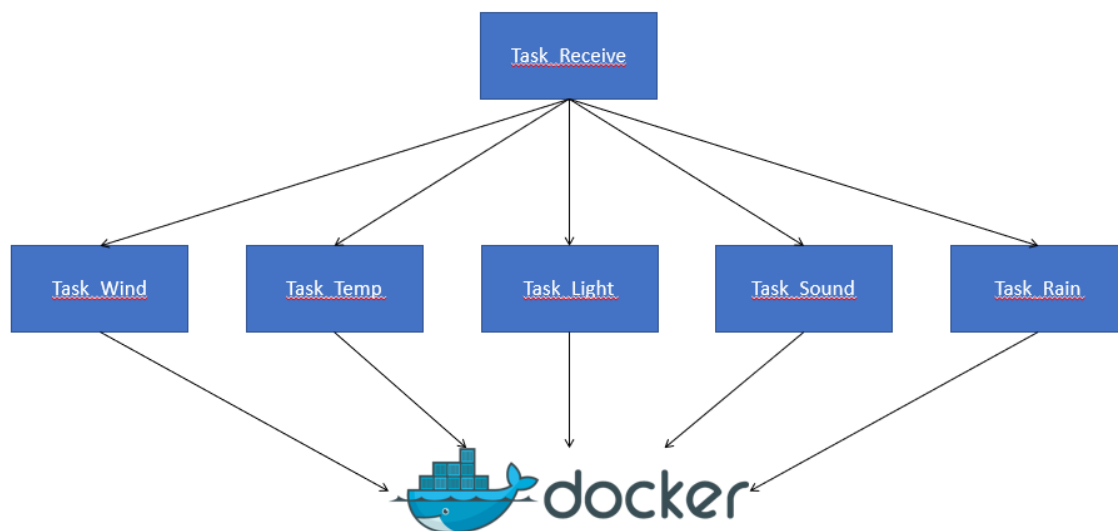 Task_Receive
Task_Wind
Task_Temp
Task_Light
Task_Sound
Task_Rain
docker